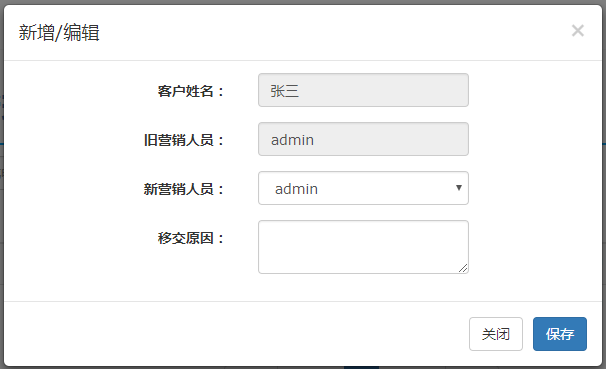 新增/编辑 ×
客户姓名： 张三
旧营销人员： admin
新营销人员： admin
移交原因：
关闭 保存